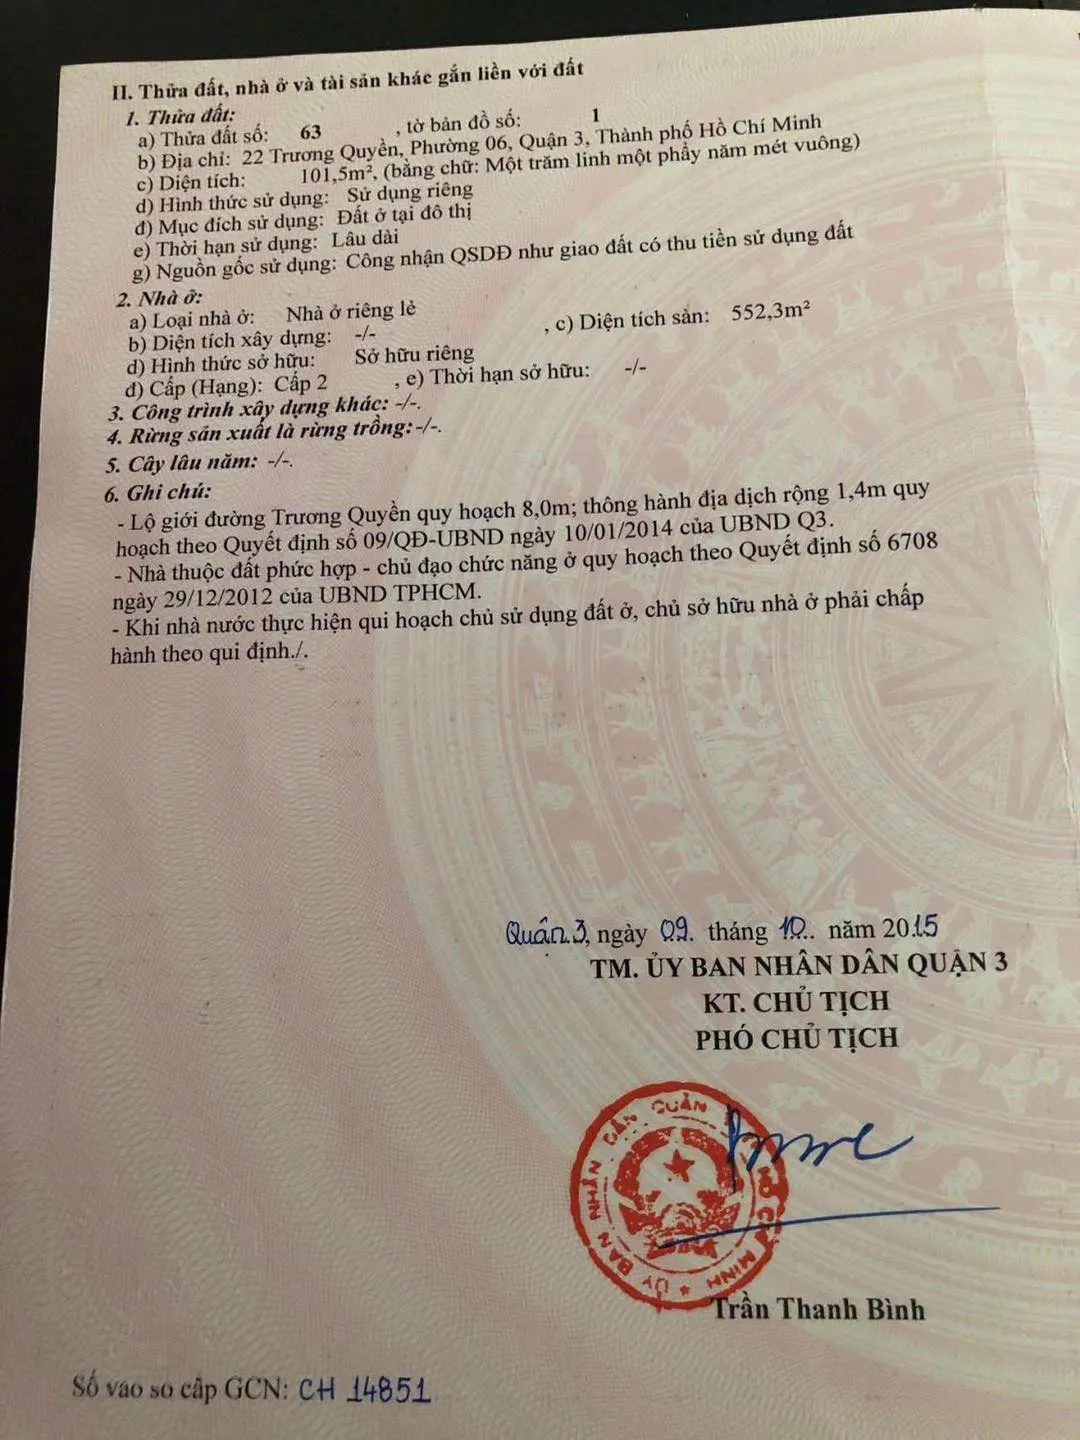 II. Thửa đất, nhà ở và tài sản khác gắn liền với đất
1. Thửa đất:
a) Thửa đất số: 63 , tờ bản đồ số: 1
b) Địa chỉ: 22 Trương Quyền, Phường 06, Quận 3, Thành phố Hồ Chí Minh
c) Diện tích: 101,5m², (bằng chữ: Một trăm linh một phẩy năm mét vuông)
d) Hình thức sử dụng: Sử dụng riêng
đ) Mục đích sử dụng: Đất ở tại đô thị
e) Thời hạn sử dụng: Lâu dài
g) Nguồn gốc sử dụng: Công nhận QSDĐ như giao đất có thu tiền sử dụng đất
2. Nhà ở:
a) Loại nhà ở: Nhà ở riêng lẻ
b) Diện tích xây dựng: -/- , c) Diện tích sàn: 552,3m²
d) Hình thức sở hữu: Sở hữu riêng
đ) Cấp (Hạng): Cấp 2 , e) Thời hạn sở hữu: -/-
3. Công trình xây dựng khác: -/-.
4. Rừng sản xuất là rừng trồng: -/-.
5. Cây lâu năm: -/-.
6. Ghi chú:
- Lộ giới đường Trương Quyền quy hoạch 8,0m; thông hành địa dịch rộng 1,4m quy
hoạch theo Quyết định số 09/QĐ-UBND ngày 10/01/2014 của UBND Q3.
- Nhà thuộc đất phức hợp - chủ đạo chức năng ở quy hoạch theo Quyết định số 6708
ngày 29/12/2012 của UBND TPHCM.
- Khi nhà nước thực hiện qui hoạch chủ sử dụng đất ở, chủ sở hữu nhà ở phải chấp
hành theo qui định./.
Quận.3, ngày 09. tháng 10.. năm 2015
TM. ỦY BAN NHÂN DÂN QUẬN 3
KT. CHỦ TỊCH
PHÓ CHỦ TỊCH
ỦY BAN NHÂN DÂN QUẬN
MINH
Trần Thanh Bình
Số vào sổ cấp GCN: CH 14851